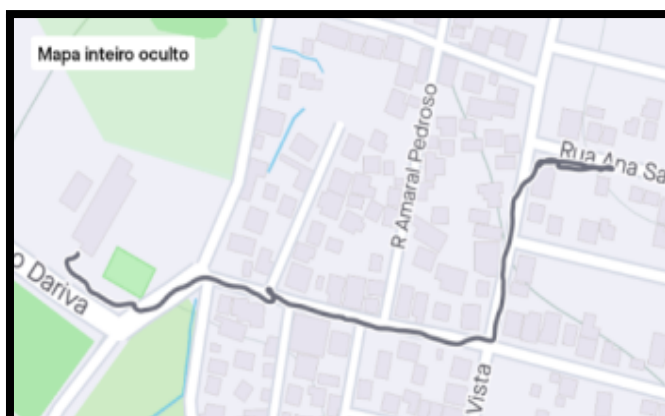 Mapa inteiro oculto
R Amaral Pedroso
Rua Ana Sa
o Dariva
Vista